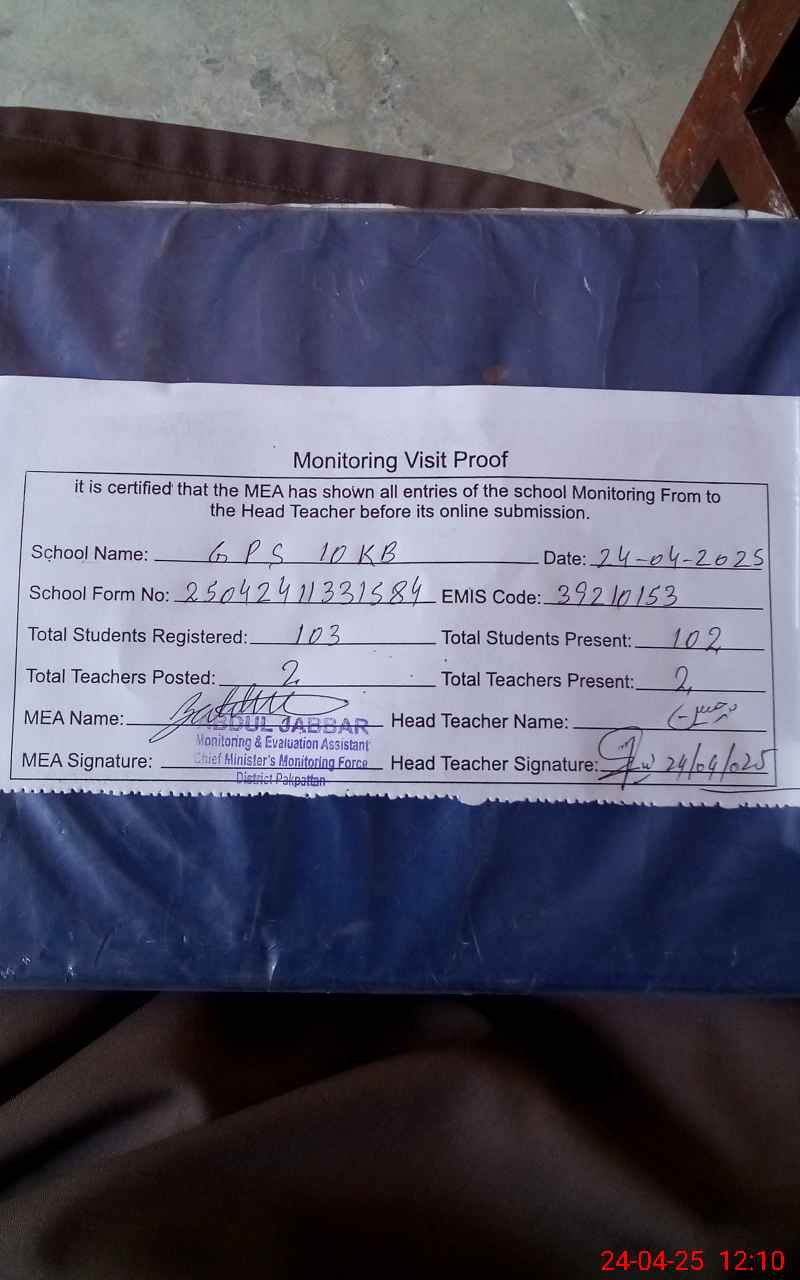 Monitoring Visit Proof
it is certified that the MEA has shown all entries of the school Monitoring From to
the Head Teacher before its online submission.
School Name: G P S 10 KB Date: 24-04-2025
School Form No: 25042411331584 EMIS Code: 39210153
Total Students Registered: 103 Total Students Present: 102
Total Teachers Posted: 2 Total Teachers Present: 2
MEA Name: ABDUL JABBAR Head Teacher Name:
Monitoring & Evaluation Assistant
MEA Signature: Chief Minister's Monitoring Force Head Teacher Signature: 24/04/025
District Pakpattan
24-04-25 12:10